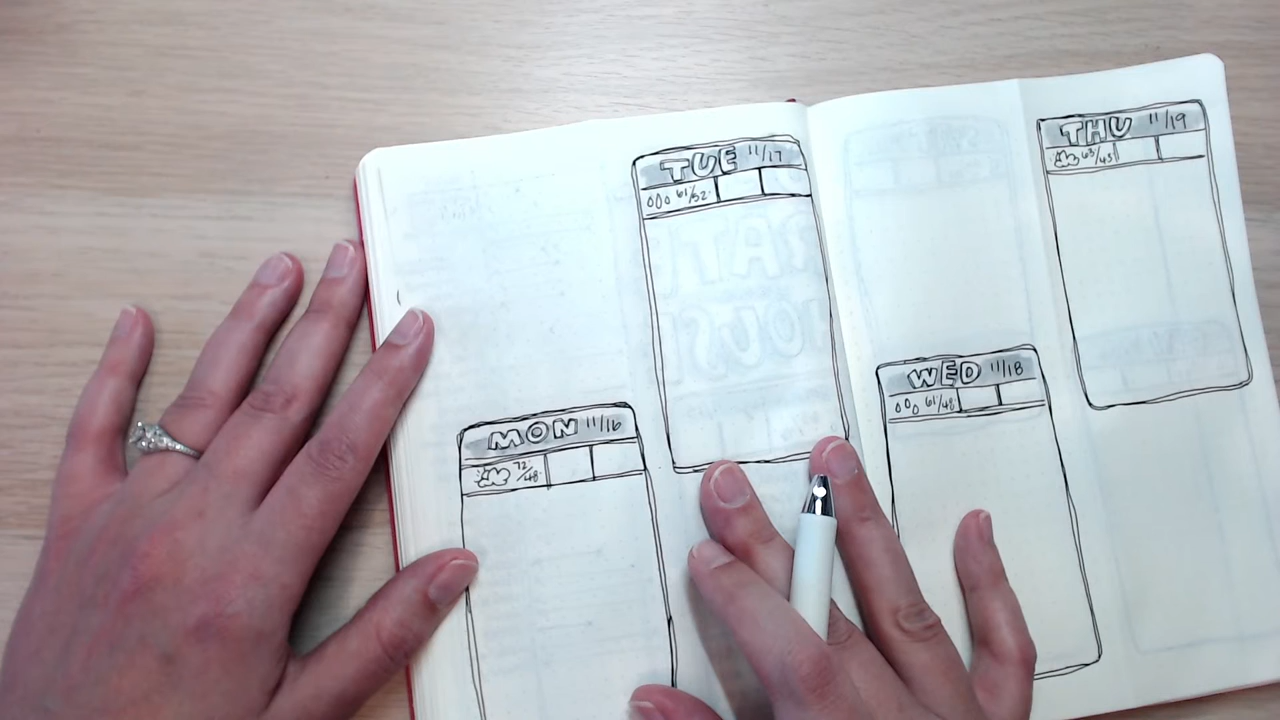 MON 11/16
72/48
TUE 11/17
61/52
WED 11/18
61/48
THU 11/19
63/45